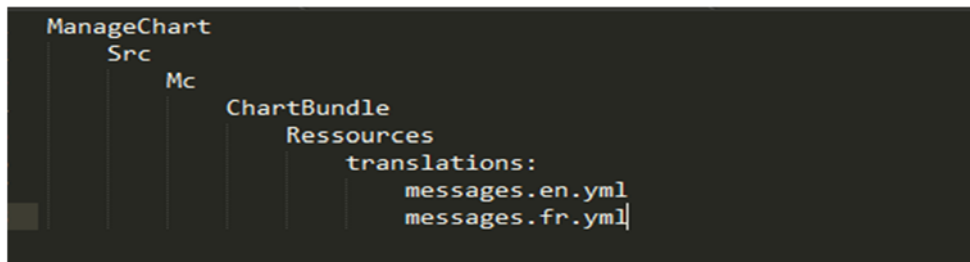 ManageChart
Src
Mc
ChartBundle
Ressources
translations:
messages.en.yml
messages.fr.yml